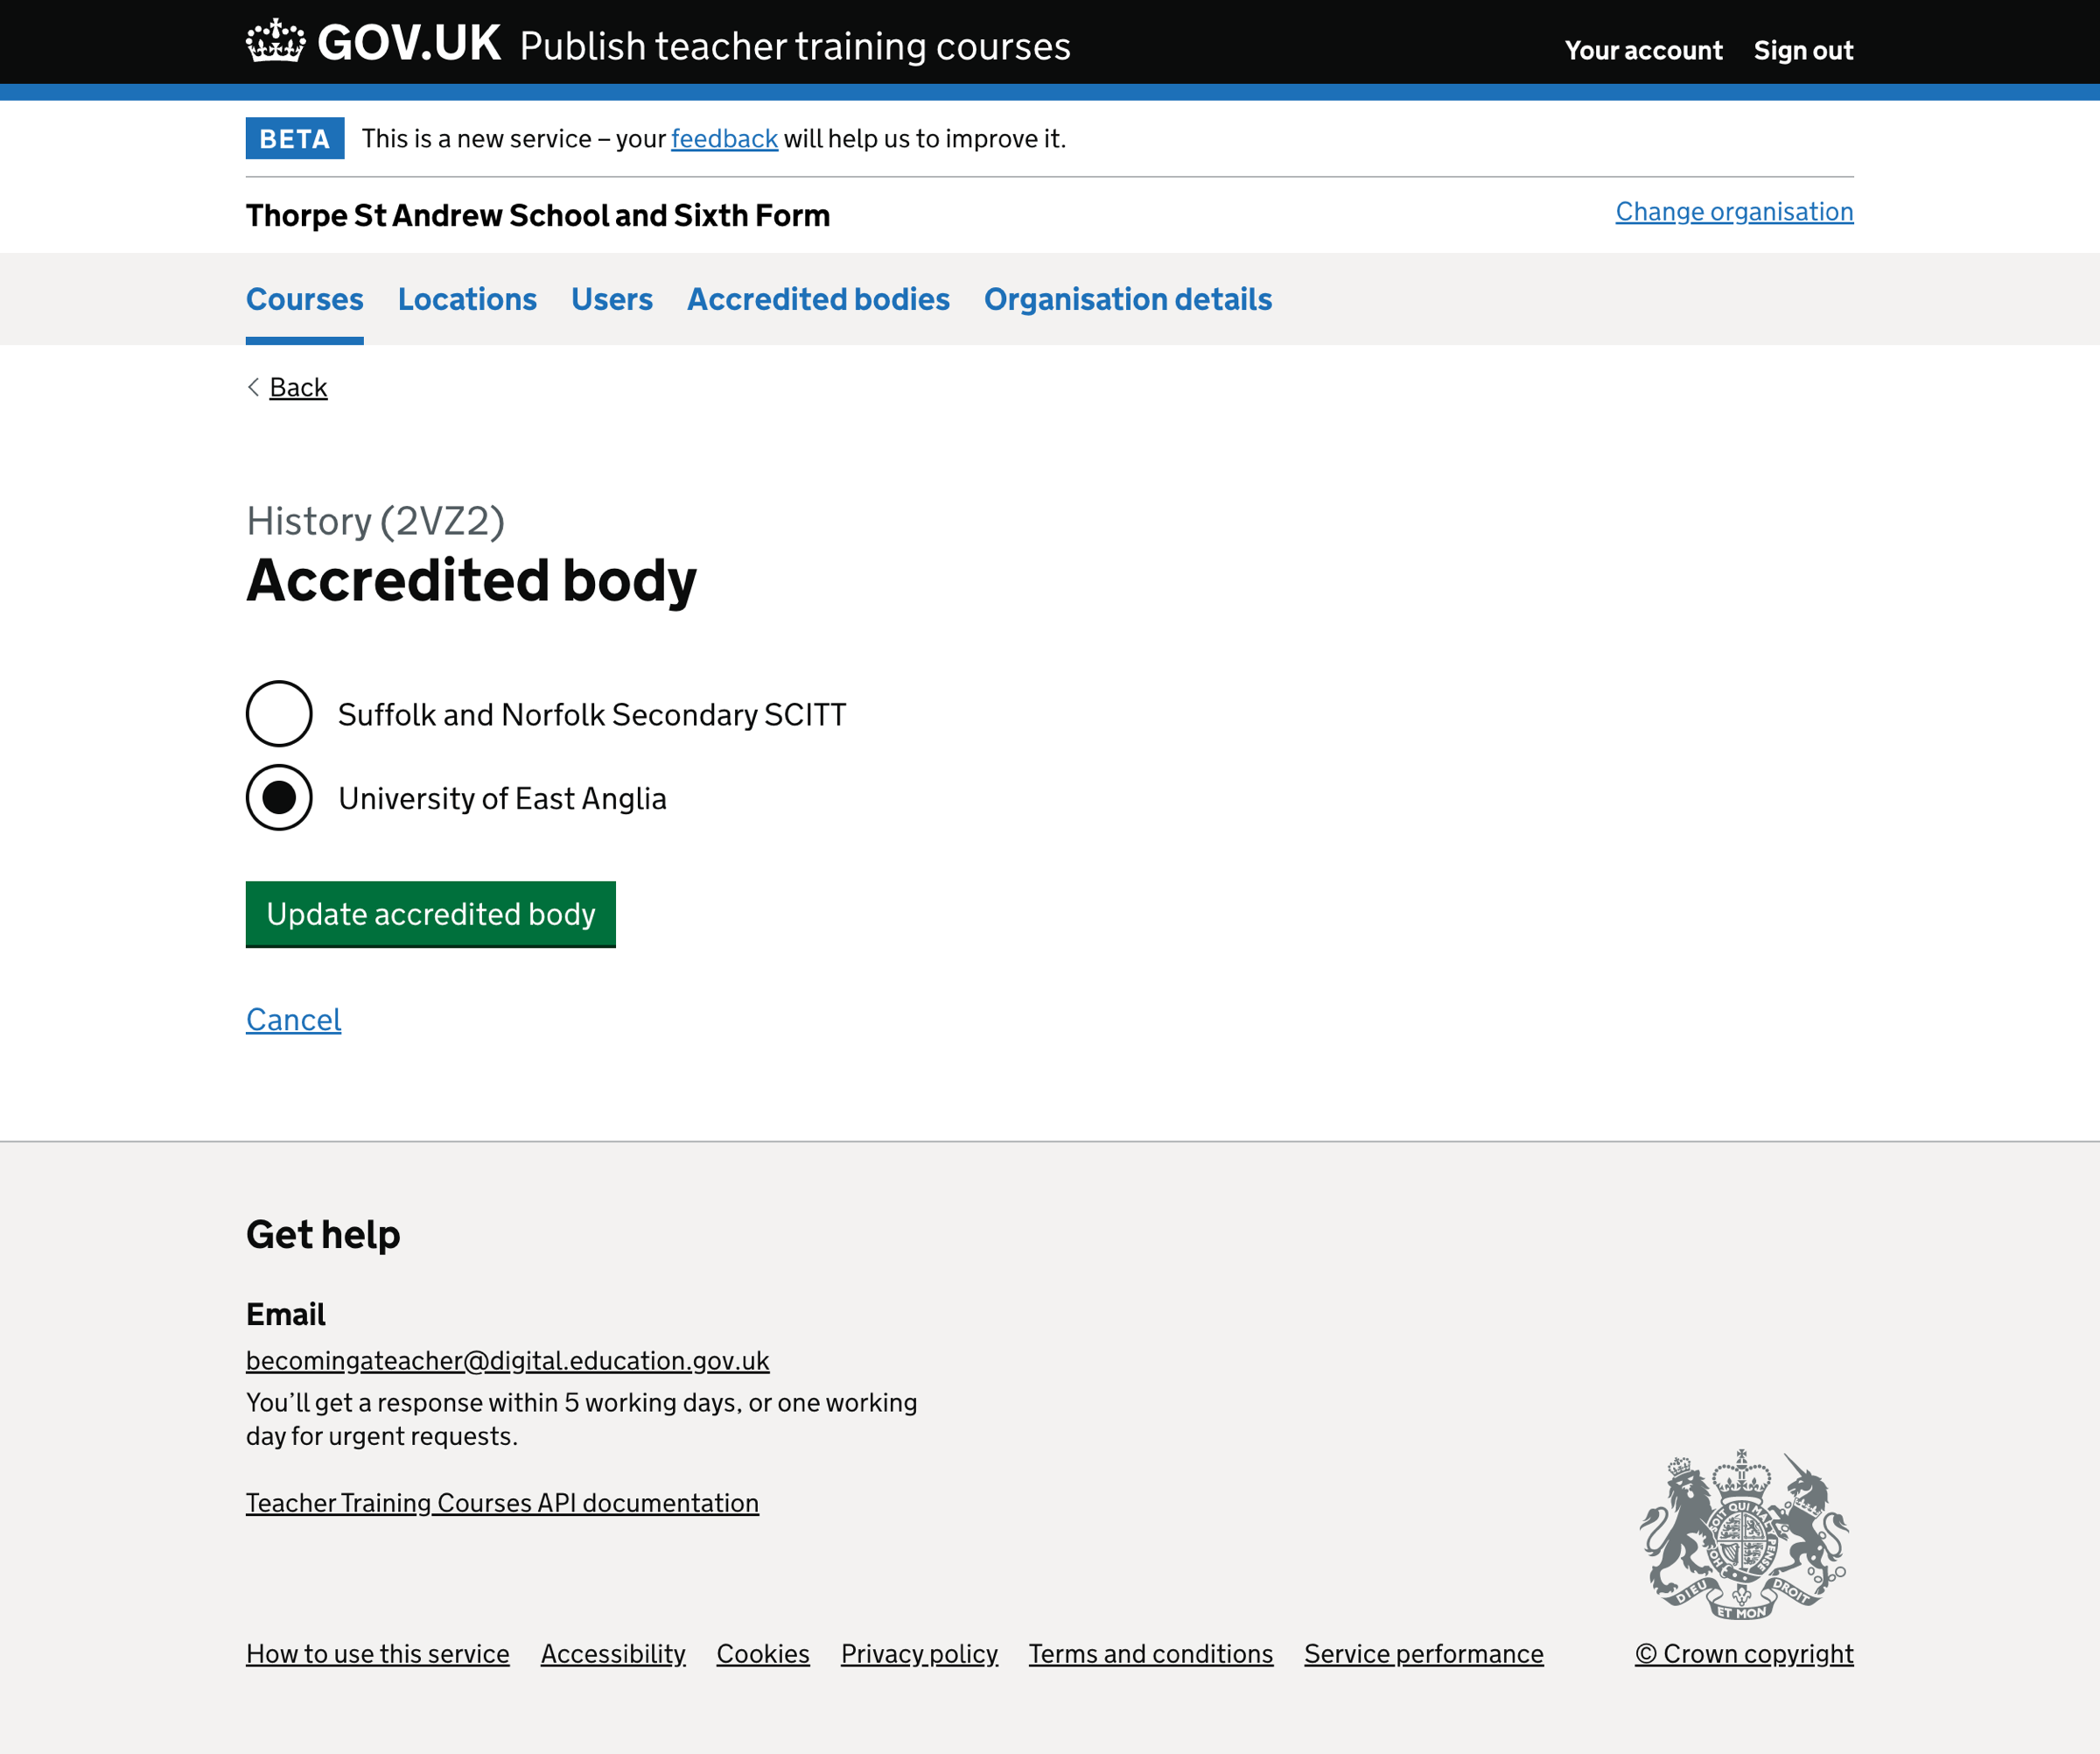 GOV.UK Publish teacher training courses
Your account Sign out
BETA This is a new service – your feedback will help us to improve it.
Thorpe St Andrew School and Sixth Form
Change organisation
Courses Locations Users Accredited bodies Organisation details
Back
History (2VZ2)
Accredited body
Suffolk and Norfolk Secondary SCITT
University of East Anglia
Update accredited body
Cancel
Get help
Email
becomingateacher@digital.education.gov.uk
You’ll get a response within 5 working days, or one working
day for urgent requests.
Teacher Training Courses API documentation
DIEU ET MON DROIT
How to use this service Accessibility Cookies Privacy policy Terms and conditions Service performance
© Crown copyright